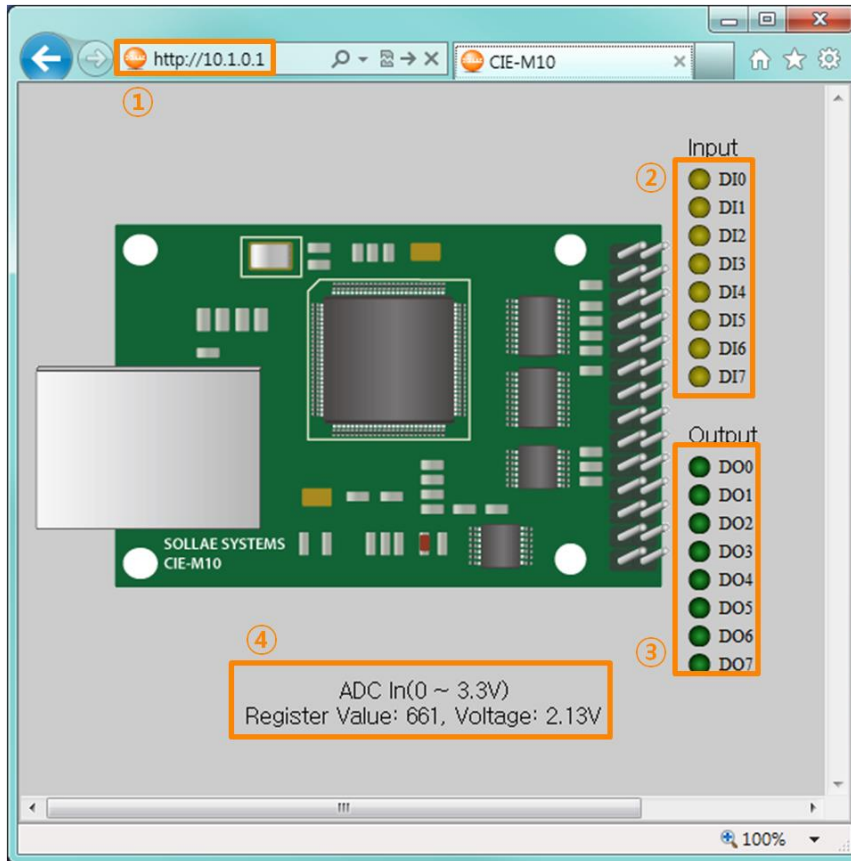 http://10.1.0.1
CIE-M10
①
Input
②
DI0
DI1
DI2
DI3
DI4
DI5
DI6
DI7
Output
DO0
DO1
DO2
DO3
DO4
DO5
DO6
③
DO7
SOLLAE SYSTEMS
CIE-M10
④
ADC In(0 ~ 3.3V)
Register Value: 661, Voltage: 2.13V
100%